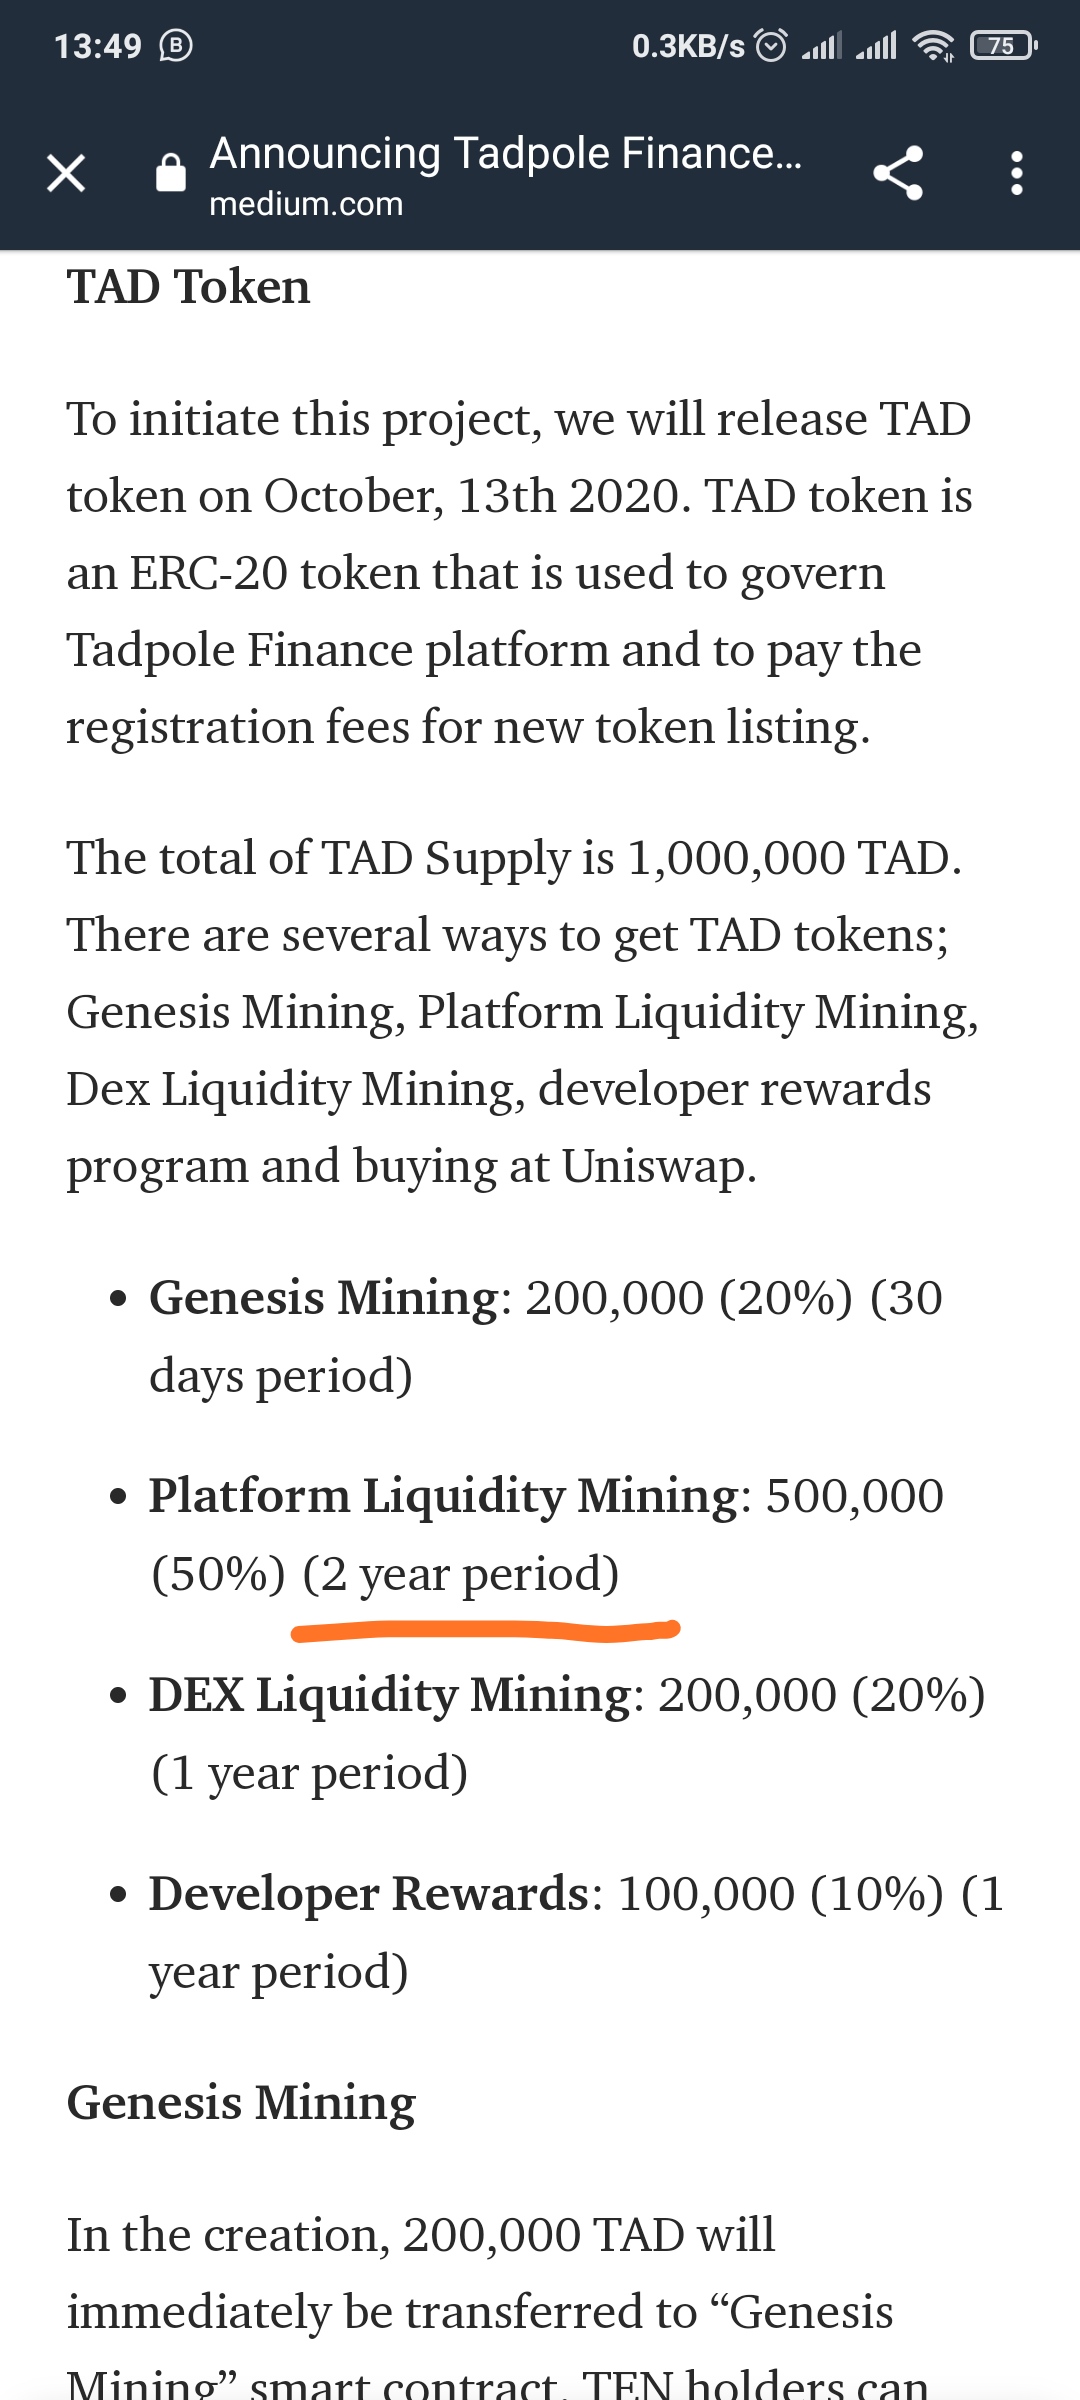 13:49 B 0.3KB/s 75
Announcing Tadpole Finance...
medium.com
TAD Token
To initiate this project, we will release TAD
token on October, 13th 2020. TAD token is
an ERC-20 token that is used to govern
Tadpole Finance platform and to pay the
registration fees for new token listing.
The total of TAD Supply is 1,000,000 TAD.
There are several ways to get TAD tokens;
Genesis Mining, Platform Liquidity Mining,
Dex Liquidity Mining, developer rewards
program and buying at Uniswap.
• Genesis Mining: 200,000 (20%) (30
days period)
• Platform Liquidity Mining: 500,000
(50%) (2 year period)
• DEX Liquidity Mining: 200,000 (20%)
(1 year period)
• Developer Rewards: 100,000 (10%) (1
year period)
Genesis Mining
In the creation, 200,000 TAD will
immediately be transferred to “Genesis
Mining” smart contract. TEN holders can